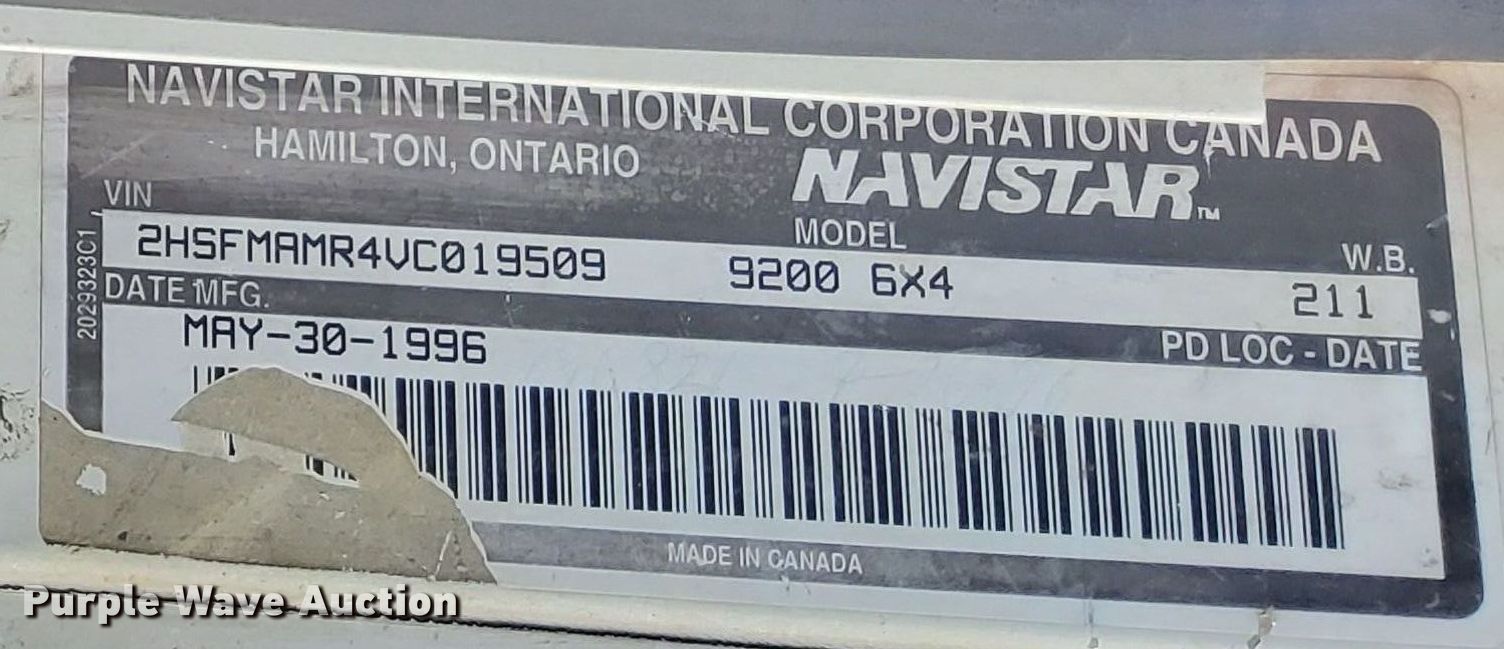 NAVISTAR INTERNATIONAL CORPORATION CANADA
HAMILTON, ONTARIO
NAVISTAR™
VIN
MODEL
W.B.
2HSFMAMR4VC019509
9200 6X4
211
2029323C1
DATE MFG.
PD LOC - DATE
MAY-30-1996
MADE IN CANADA
Purple Wave Auction